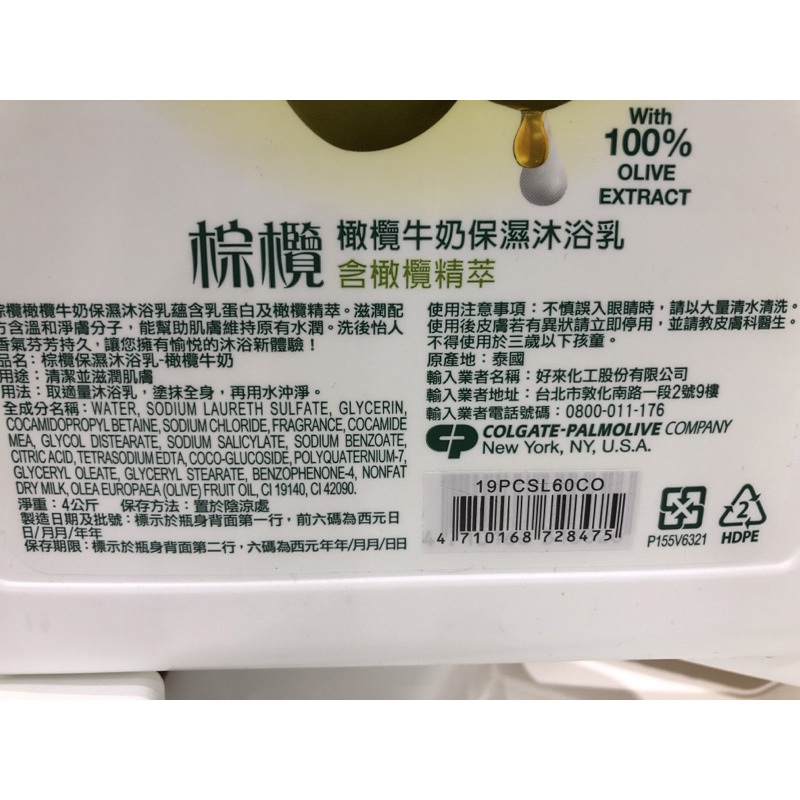 With
100%
OLIVE
EXTRACT
棕欖 橄欖牛奶保濕沐浴乳
含橄欖精萃
棕欖橄欖牛奶保濕沐浴乳蘊含乳蛋白及橄欖精萃。滋潤配
方含溫和淨膚分子，能幫助肌膚維持原有水潤。洗後怡人
香氣芬芳持久，讓您擁有愉悅的沐浴新體驗！
品名：棕欖保濕沐浴乳-橄欖牛奶
用途：清潔並滋潤肌膚
用法：取適量沐浴乳，塗抹全身，再用水沖淨。
全成分名稱：WATER, SODIUM LAURETH SULFATE, GLYCERIN,
COCAMIDOPROPYL BETAINE, SODIUM CHLORIDE, FRAGRANCE, COCAMIDE
MEA, GLYCOL DISTEARATE, SODIUM SALICYLATE, SODIUM BENZOATE,
CITRIC ACID, TETRASODIUM EDTA, COCO-GLUCOSIDE, POLYQUATERNIUM-7,
GLYCERYL OLEATE, GLYCERYL STEARATE, BENZOPHENONE-4, NONFAT
DRY MILK, OLEA EUROPAEA (OLIVE) FRUIT OIL, CI 19140, CI 42090.
淨重：4公斤 保存方法：置於陰涼處
製造日期及批號：標示於瓶身背面第一行，前六碼為西元日
日/月月/年年
保存期限：標示於瓶身背面第二行，六碼為西元年年/月月/日日
使用注意事項：不慎誤入眼睛時，請以大量清水清洗。
使用後皮膚若有異狀請立即停用，並請教皮膚科醫生。
不得使用於三歲以下孩童。
原產地：泰國
輸入業者名稱：好來化工股份有限公司
輸入業者地址：台北市敦化南路一段2號9樓
輸入業者電話號碼：0800-011-176
CP COLGATE-PALMOLIVE COMPANY
New York, NY, U.S.A.
19PCSL60CO
4 710168 728475
P155V6321
2
HDPE